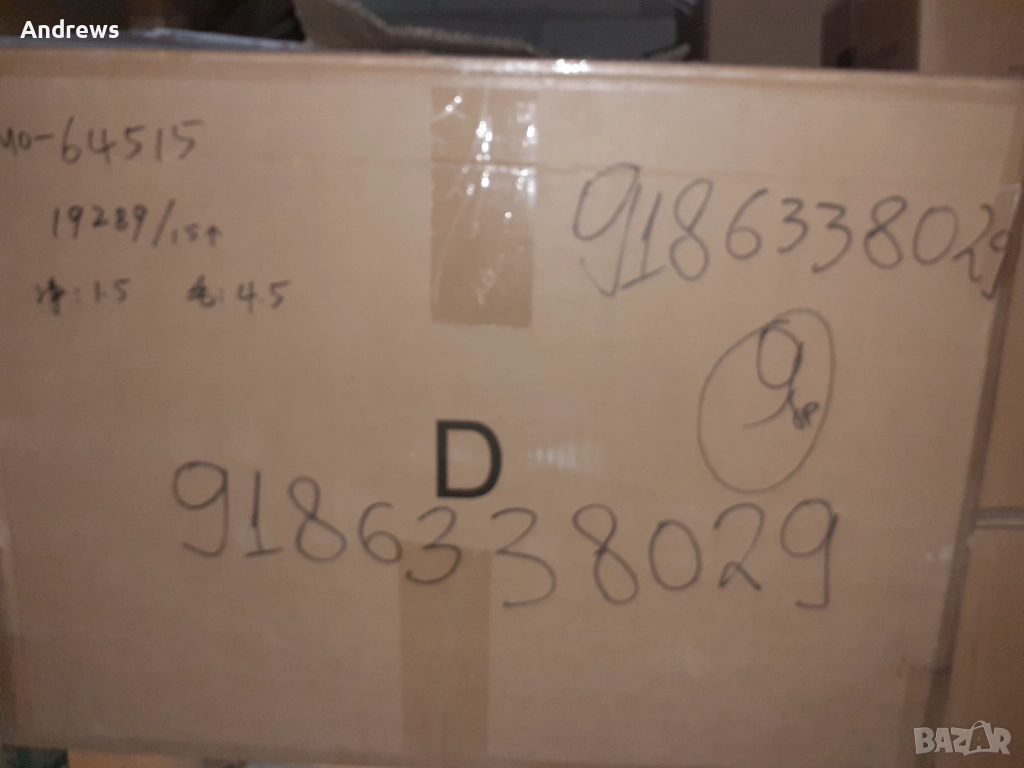 Andrews
MO-64515
19289/15个
净: 1.5 毛: 4.5
9186338029
9
D
9186338029
BAZAR